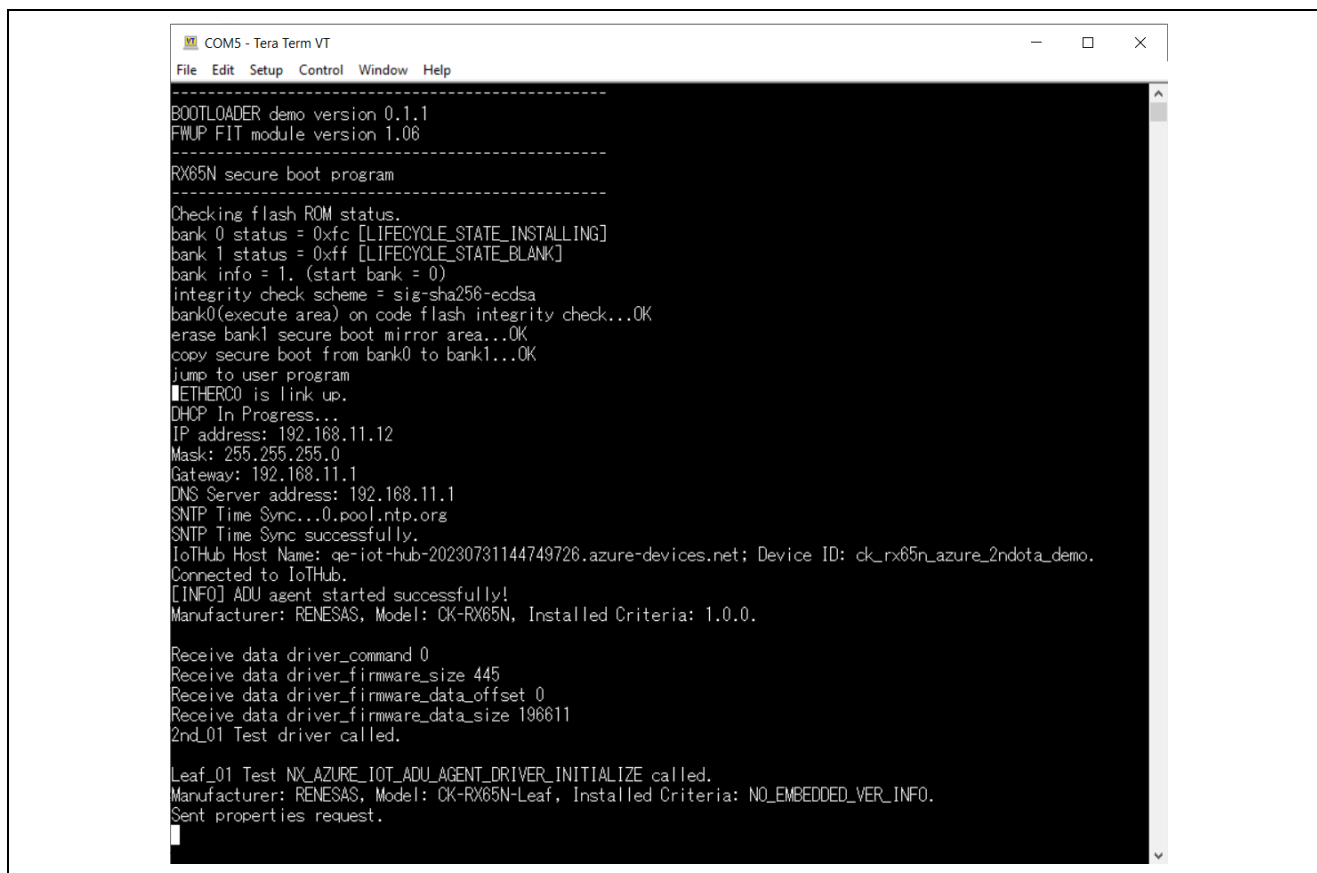 COM5 - Tera Term VT
File Edit Setup Control Window Help
------------------------------------------------
BOOTLOADER demo version 0.1.1
FWUP FIT module version 1.06
------------------------------------------------
RX65N secure boot program
------------------------------------------------
Checking flash ROM status.
bank 0 status = 0xfc [LIFECYCLE_STATE_INSTALLING]
bank 1 status = 0xff [LIFECYCLE_STATE_BLANK]
bank info = 1. (start bank = 0)
integrity check scheme = sig-sha256-ecdsa
bank0(execute area) on code flash integrity check...OK
erase bank1 secure boot mirror area...OK
copy secure boot from bank0 to bank1...OK
jump to user program
ETHERC0 is link up.
DHCP In Progress...
IP address: 192.168.11.12
Mask: 255.255.255.0
Gateway: 192.168.11.1
DNS Server address: 192.168.11.1
SNTP Time Sync...0.pool.ntp.org
SNTP Time Sync successfully.
IoTHub Host Name: qe-iot-hub-20230731144749726.azure-devices.net; Device ID: ck_rx65n_azure_2ndota_demo.
Connected to IoTHub.
[INFO] ADU agent started successfully!
Manufacturer: RENESAS, Model: CK-RX65N, Installed Criteria: 1.0.0.
Receive data driver_command 0
Receive data driver_firmware_size 445
Receive data driver_firmware_data_offset 0
Receive data driver_firmware_data_size 196611
2nd_01 Test driver called.
Leaf_01 Test NX_AZURE_IOT_ADU_AGENT_DRIVER_INITIALIZE called.
Manufacturer: RENESAS, Model: CK-RX65N-Leaf, Installed Criteria: NO_EMBEDDED_VER_INFO.
Sent properties request.